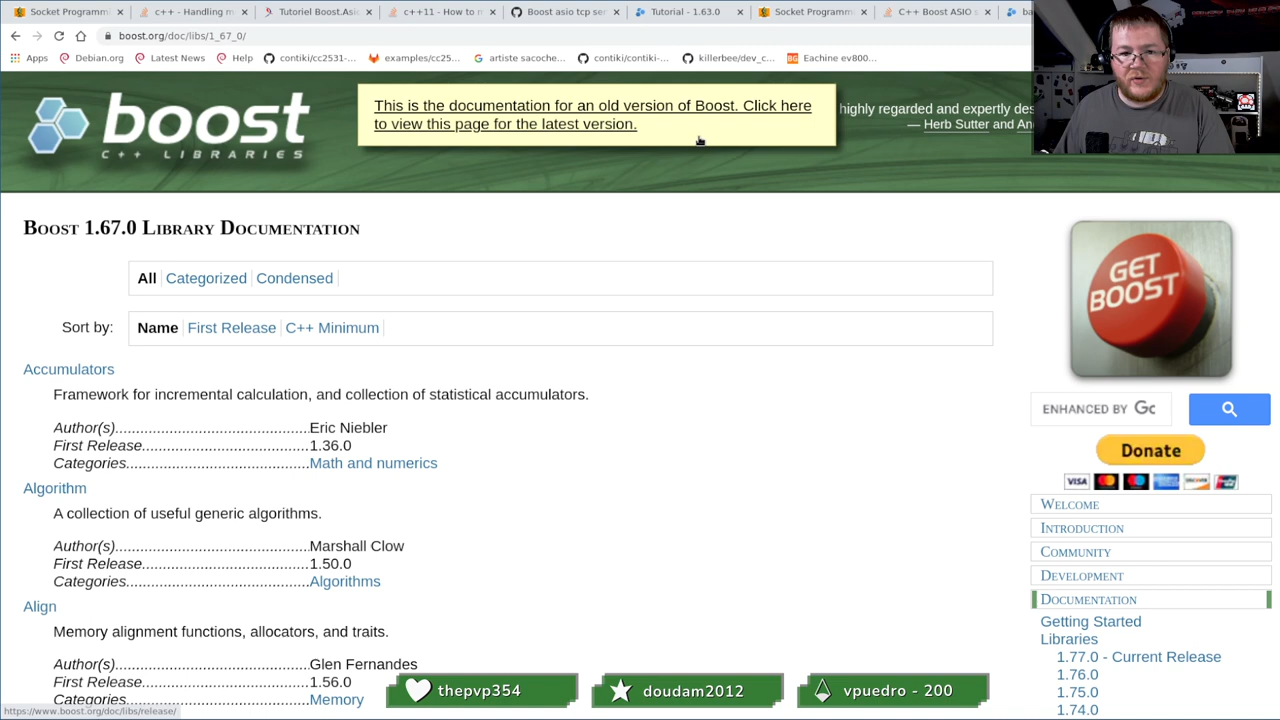 Socket Programm
c++ - Handling m
Tutoriel Boost.Asi
c++11 - How to n
Boost asio tcp ser
Tutorial - 1.63.0
Socket Programm
C++ Boost ASIO s
ba
boost.org/doc/libs/1_67_0/
Apps
Debian.org
Latest News
Help
contiki/cc2531-...
examples/cc25...
artiste sacoche...
contiki/contiki-...
killerbee/dev_c...
Eachine ev800...
boost
C++ LIBRARIES
This is the documentation for an old version of Boost. Click here
to view this page for the latest version.
highly regarded and expertly des
— Herb Sutter and An
Boost 1.67.0 Library Documentation
All Categorized Condensed
Sort by: Name First Release C++ Minimum
Accumulators
Framework for incremental calculation, and collection of statistical accumulators.
Author(s)................................Eric Niebler
First Release................................1.36.0
Categories................................Math and numerics
Algorithm
A collection of useful generic algorithms.
Author(s)................................Marshall Clow
First Release................................1.50.0
Categories................................Algorithms
Align
Memory alignment functions, allocators, and traits.
Author(s)................................Glen Fernandes
First Release................................1.56.0
Categories................................Memory
GET
BOOST
ENHANCED BY Go
Donate
VISA
Welcome
Introduction
Community
Development
Documentation
Getting Started
Libraries
1.77.0 - Current Release
1.76.0
1.75.0
1.74.0
thepvp354
doudam2012
vpuedro - 200
https://www.boost.org/doc/libs/release/